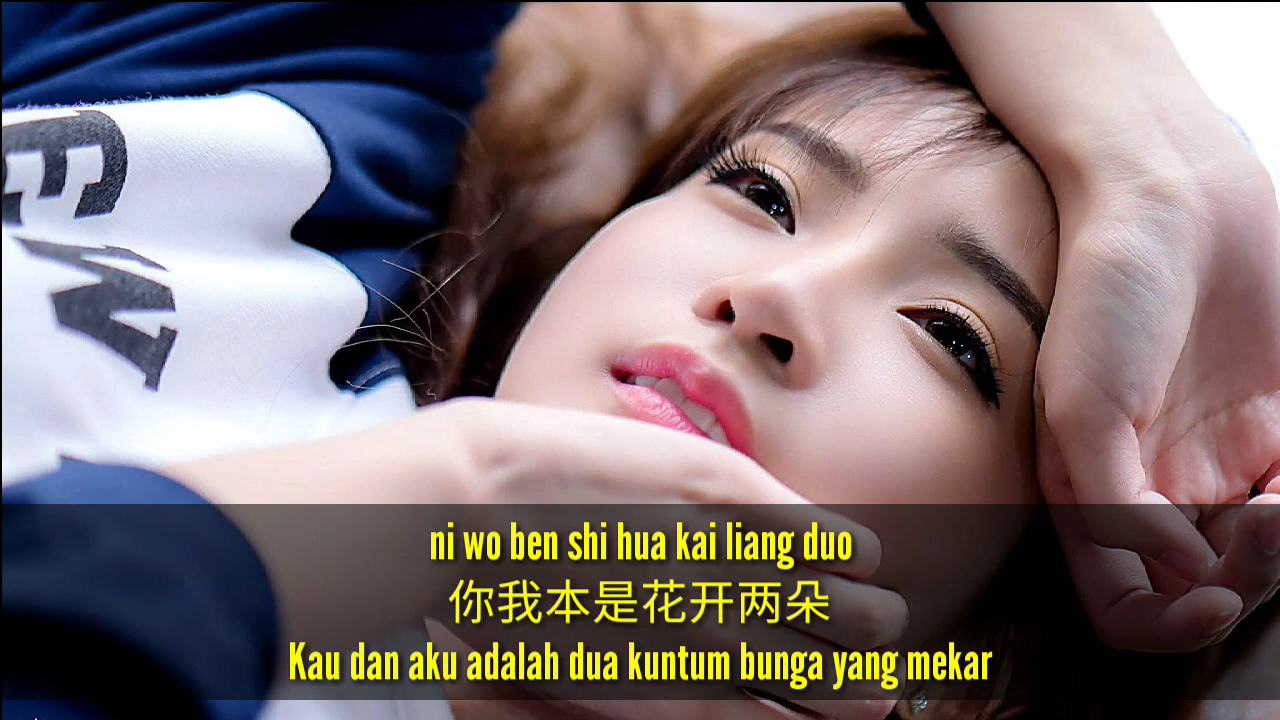 ni wo ben shi hua kai liang duo
你我本是花开两朵
Kau dan aku adalah dua kuntum bunga yang mekar